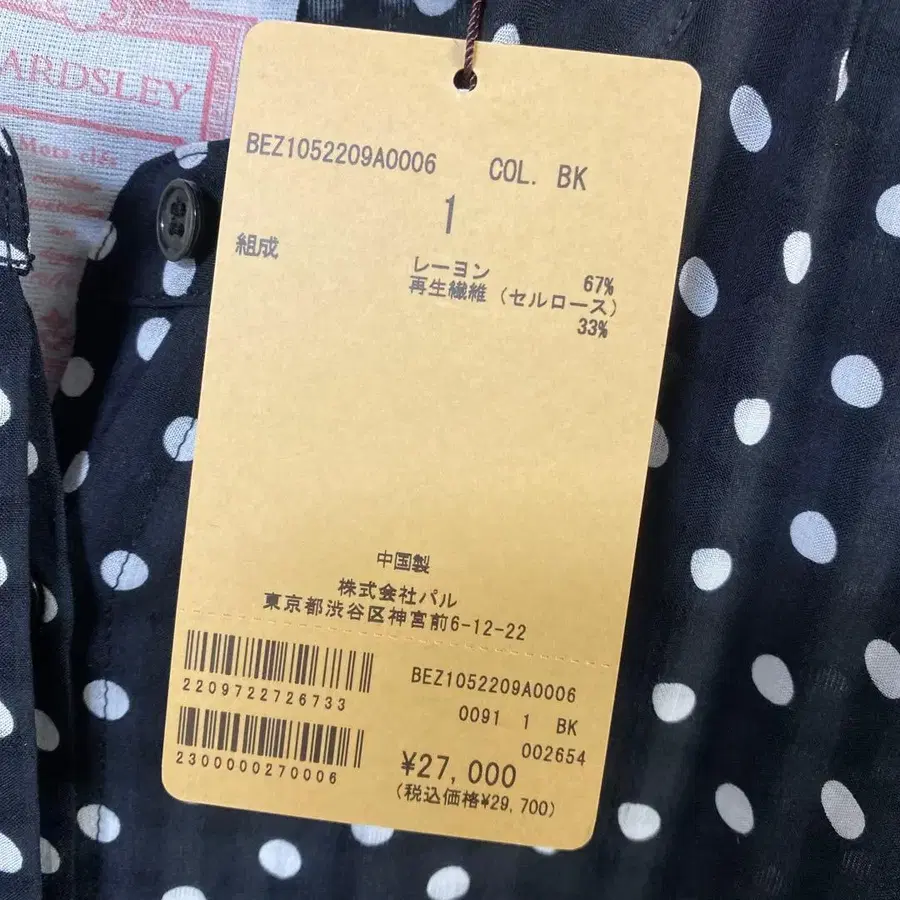 ARDSLEY
Mots-clés
BEZ1052209A0006 COL. BK
1
組成
レーヨン 67%
再生繊維(セルロース)
33%
中国製
株式会社パル
東京都渋谷区神宮前6-12-22
2209722726733
BEZ1052209A0006
0091 1 BK
002654
2300000270006
¥27,000
(税込価格¥29,700)